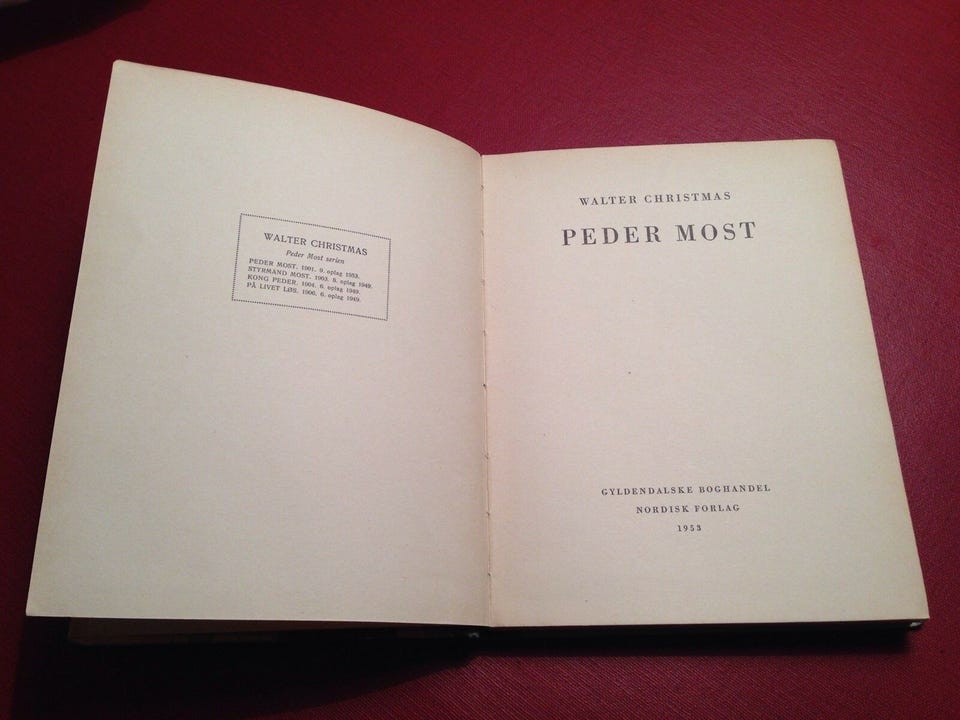 WALTER CHRISTMAS
Peder Most serien
PEDER MOST. 1901. 9. oplag 1953.
STYRMAND MOST. 1903. 8. oplag 1949.
KONG PEDER. 1904. 6. oplag 1949.
PÅ LIVET LØS. 1906. 6. oplag 1949.
WALTER CHRISTMAS
PEDER MOST
GYLDENDALSKE BOGHANDEL
NORDISK FORLAG
1953